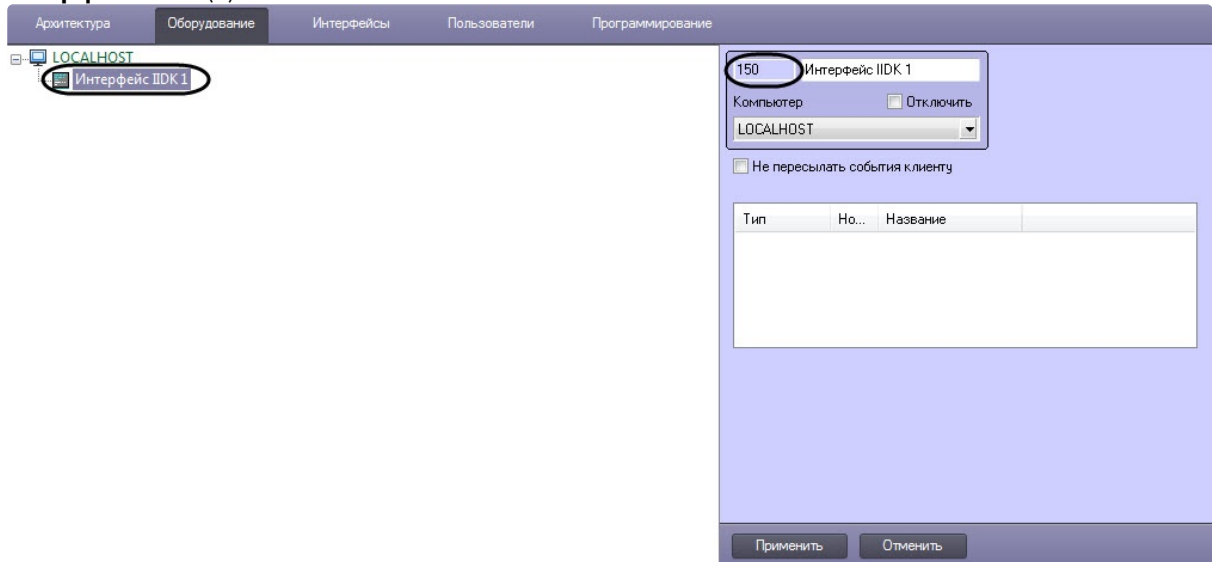 Архитектура Оборудование Интерфейсы Пользователи Программирование
LOCALHOST
Интерфейс IIDK 1
150 Интерфейс IIDK 1
Компьютер Отключить
LOCALHOST
Не пересылать события клиенту
Тип Но... Название
Применить Отменить